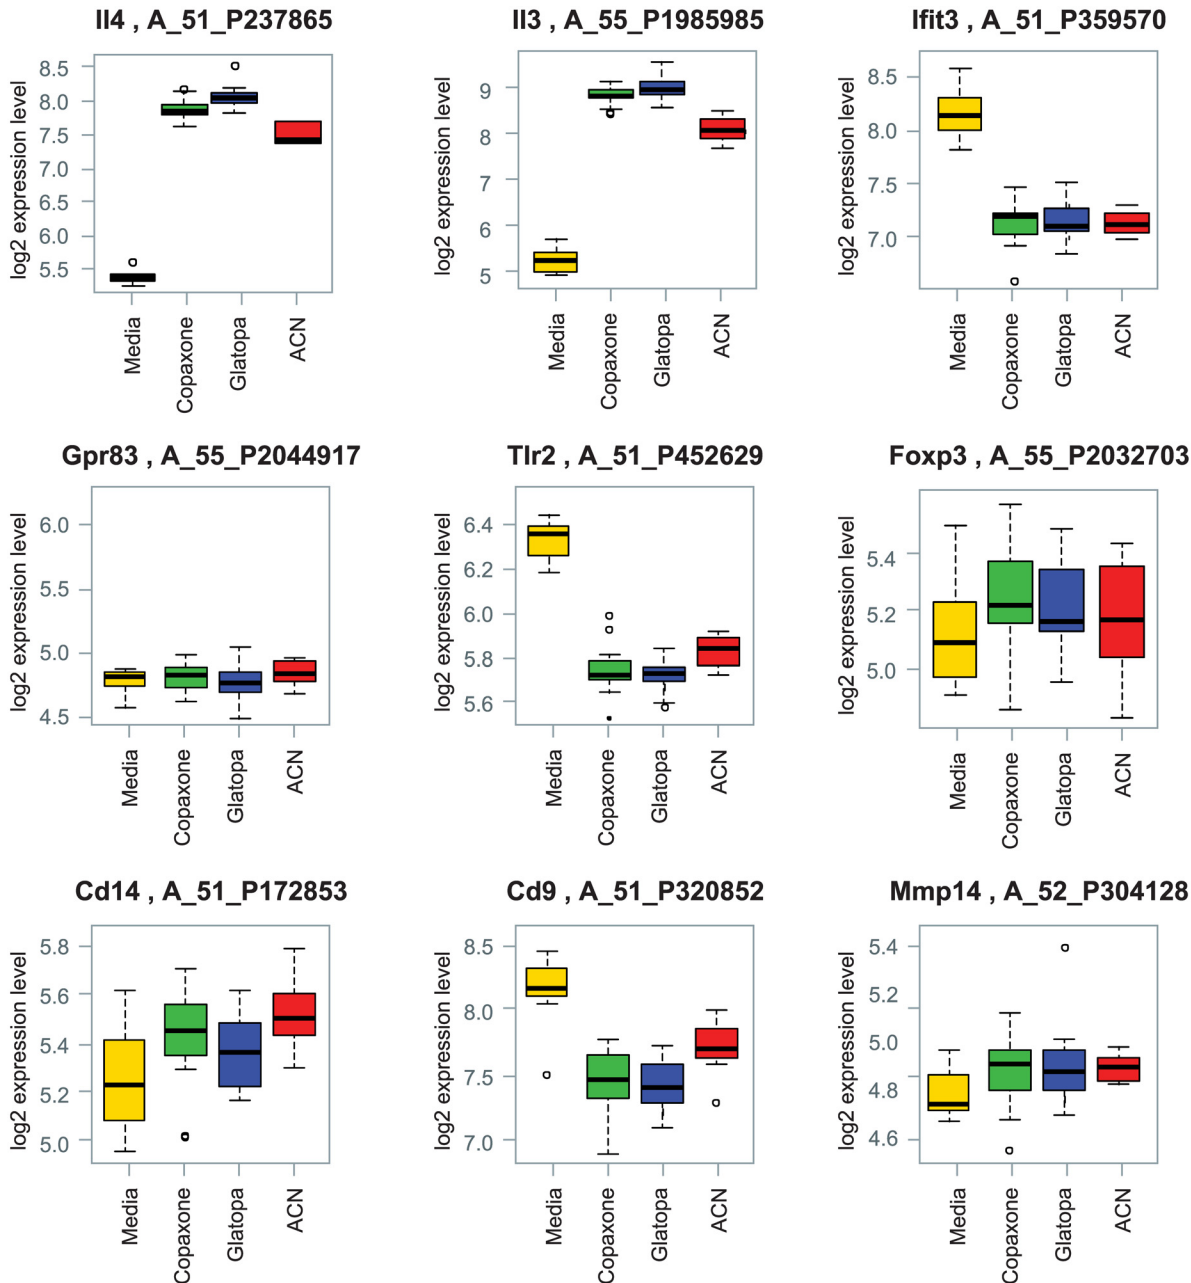 Il4 , A_51_P237865
log2 expression level
8.5
8.0
7.5
7.0
6.5
6.0
5.5
Media
Copaxone
Glatopa
ACN
Il3 , A_55_P1985985
log2 expression level
9
8
7
6
5
Media
Copaxone
Glatopa
ACN
Ifit3 , A_51_P359570
log2 expression level
8.5
8.0
7.5
7.0
Media
Copaxone
Glatopa
ACN
Gpr83 , A_55_P2044917
log2 expression level
6.0
5.5
5.0
4.5
Media
Copaxone
Glatopa
ACN
Tlr2 , A_51_P452629
log2 expression level
6.4
6.2
6.0
5.8
5.6
Media
Copaxone
Glatopa
ACN
Foxp3 , A_55_P2032703
log2 expression level
5.4
5.2
5.0
Media
Copaxone
Glatopa
ACN
Cd14 , A_51_P172853
log2 expression level
5.8
5.6
5.4
5.2
5.0
Media
Copaxone
Glatopa
ACN
Cd9 , A_51_P320852
log2 expression level
8.5
8.0
7.5
7.0
Media
Copaxone
Glatopa
ACN
Mmp14 , A_52_P304128
log2 expression level
5.4
5.2
5.0
4.8
4.6
Media
Copaxone
Glatopa
ACN